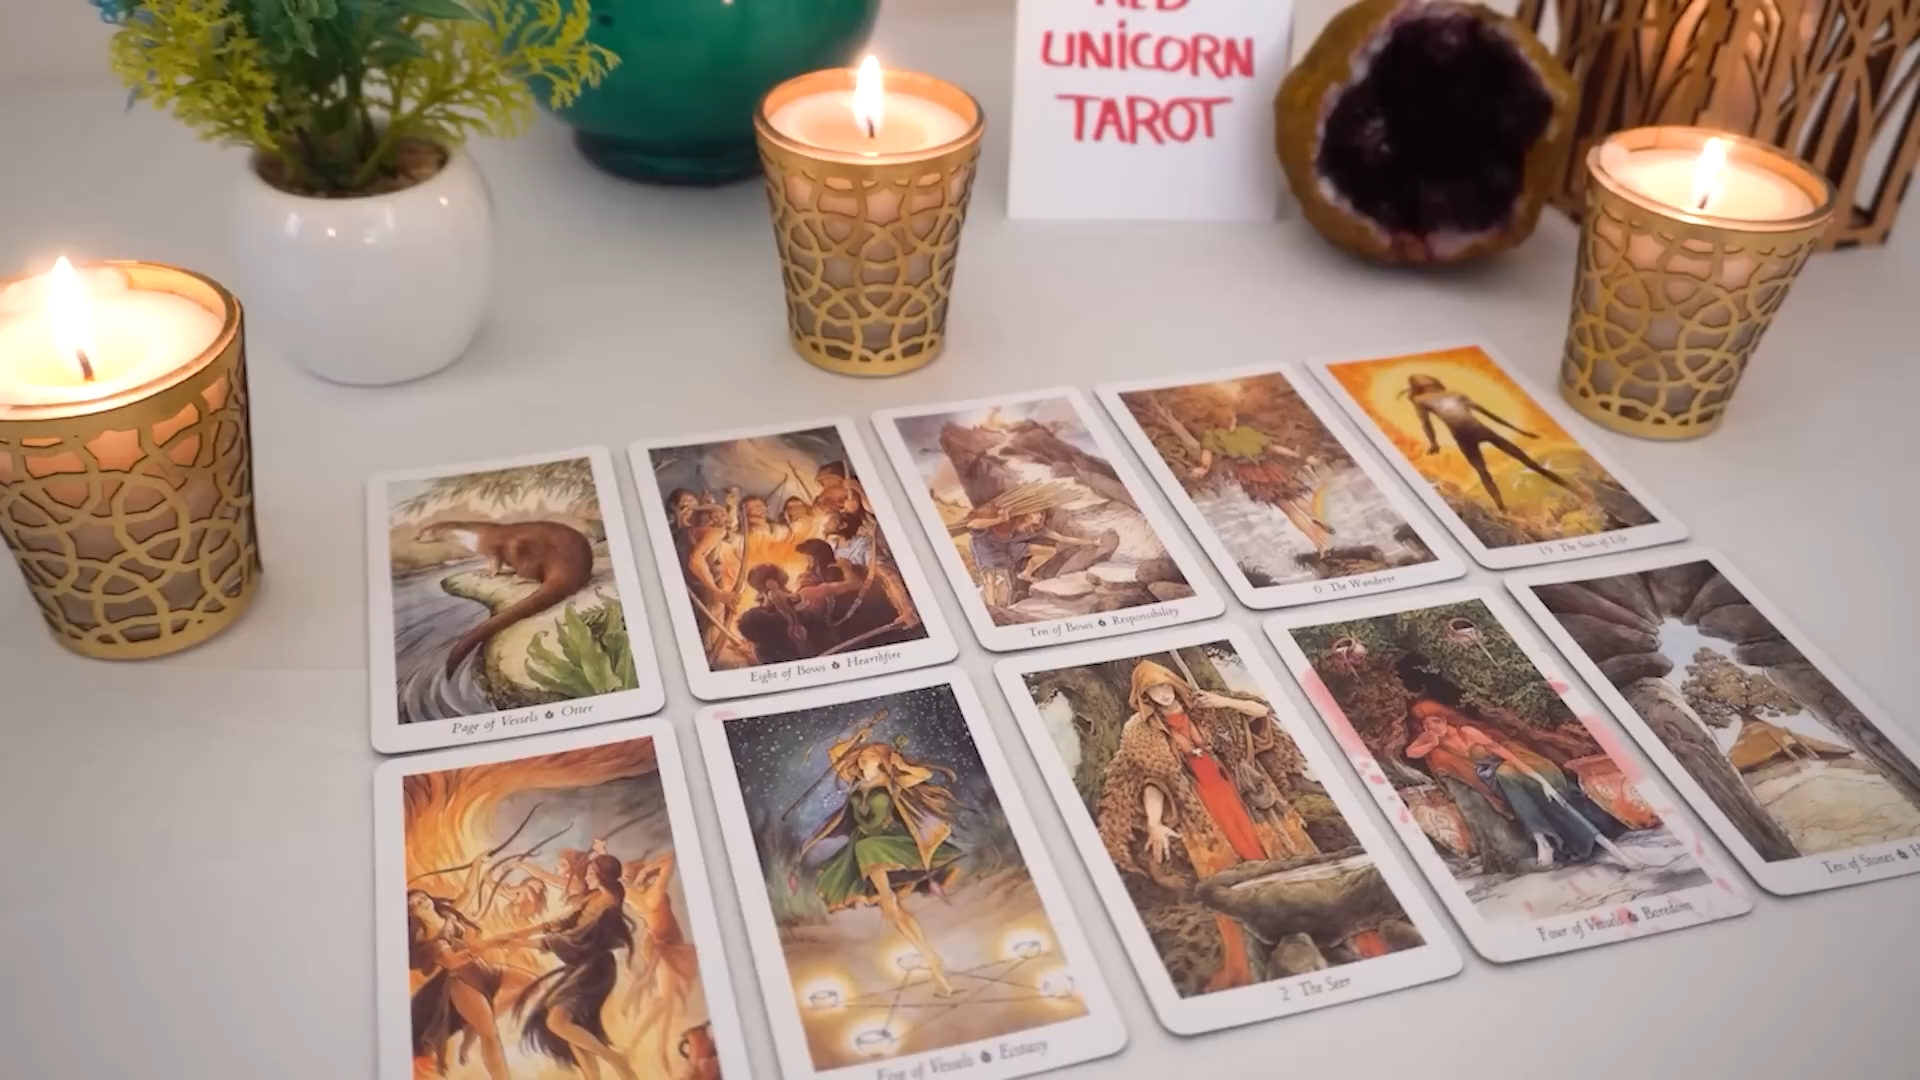 RED
UNICORN
TAROT
19 The Sun of Life
0 The Wanderer
Ten of Bows Responsibility
Eight of Bows Hearthfire
Page of Vessels Otter
Ten of Stones
Four of Vessels Boredom
2 The Seer
Five of Vessels Ecstasy